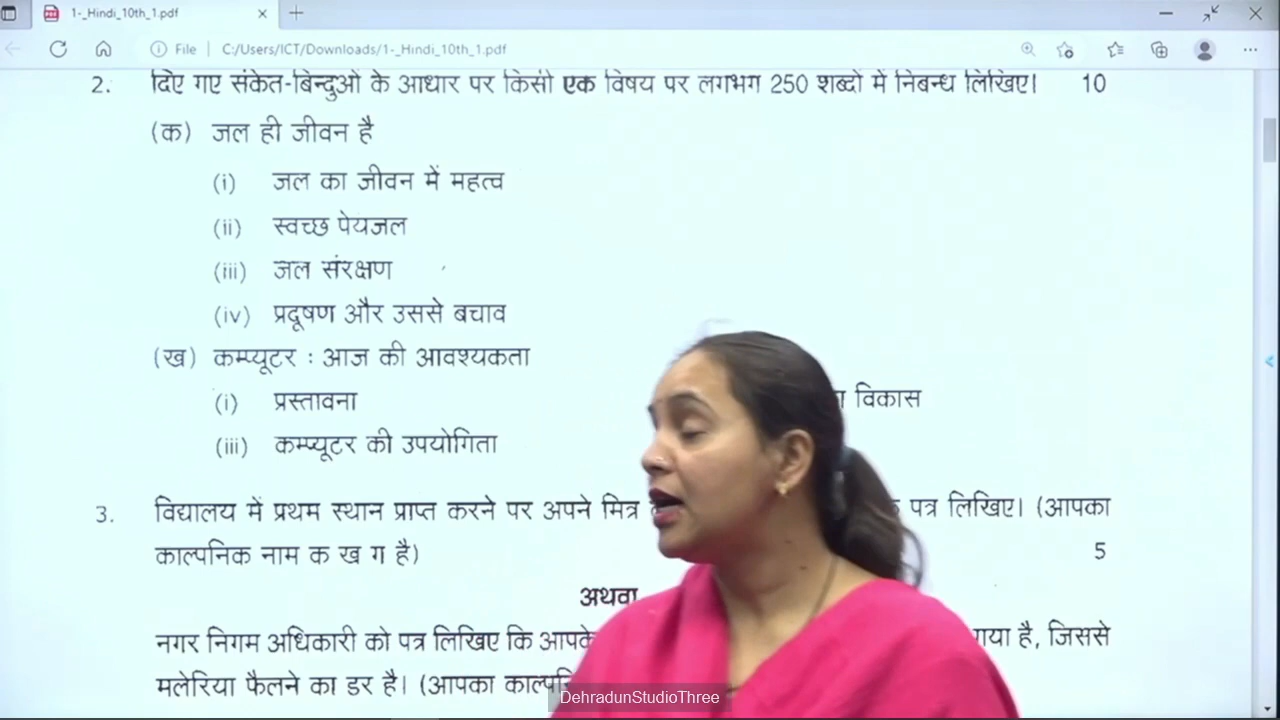 1-_Hindi_10th_1.pdf
File C:/Users/ICT/Downloads/1-_Hindi_10th_1.pdf
2. दिए गए संकेत-बिन्दुओं के आधार पर किसी एक विषय पर लगभग 250 शब्दों में निबन्ध लिखिए। 10
(क) जल ही जीवन है
(i) जल का जीवन में महत्व
(ii) स्वच्छ पेयजल
(iii) जल संरक्षण
(iv) प्रदूषण और उससे बचाव
(ख) कम्प्यूटर : आज की आवश्यकता
(i) प्रस्तावना विकास
(iii) कम्प्यूटर की उपयोगिता
3. विद्यालय में प्रथम स्थान प्राप्त करने पर अपने मित्र पत्र लिखिए। (आपका
काल्पनिक नाम क ख ग है) 5
अथवा
नगर निगम अधिकारी को पत्र लिखिए कि आपके गया है, जिससे
मलेरिया फैलने का डर है। (आपका
DehradunStudioThree